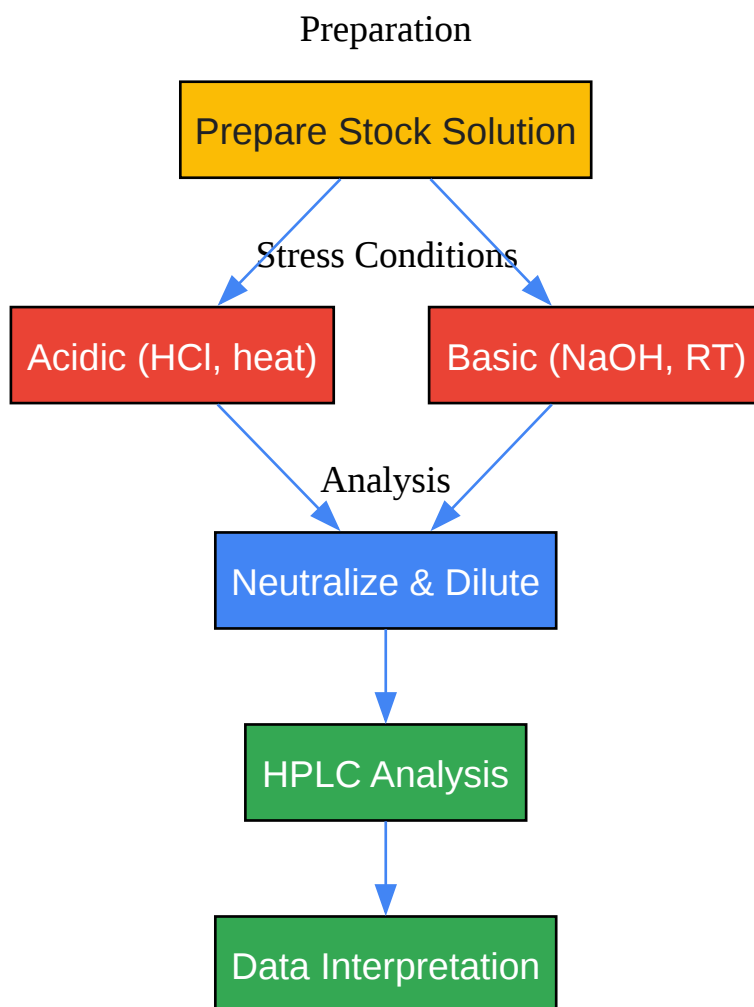 Preparation
Prepare Stock Solution
Stress Conditions
Acidic (HCl, heat)
Basic (NaOH, RT)
Analysis
Neutralize & Dilute
HPLC Analysis
Data Interpretation